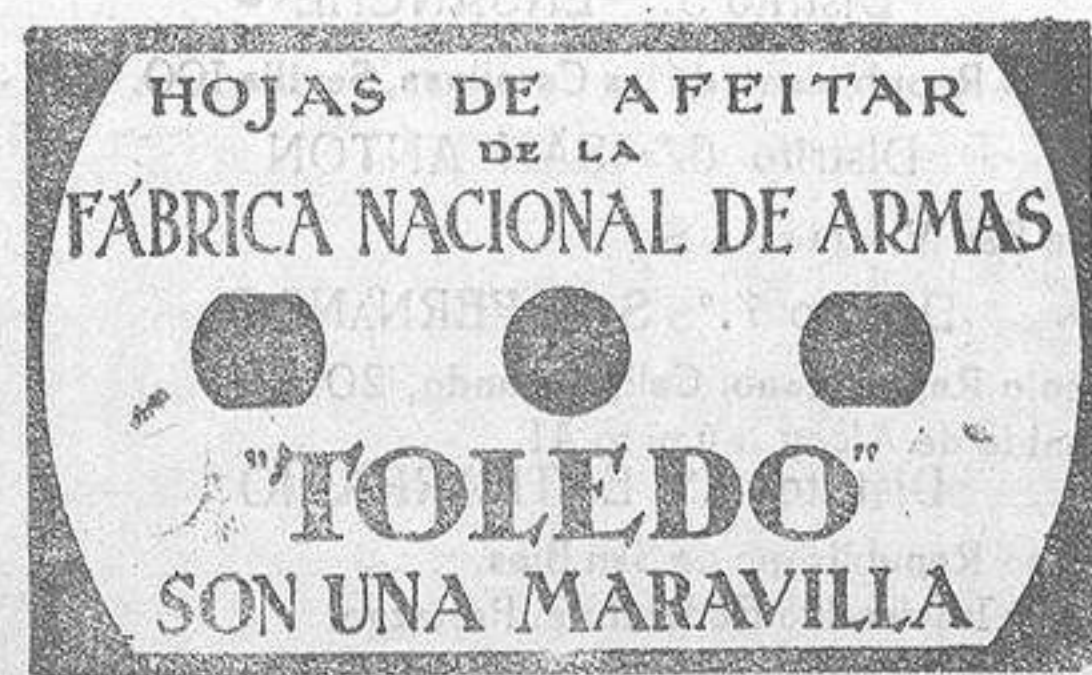 HOJAS DE AFEITAR
DE LA
FÁBRICA NACIONAL DE ARMAS
"TOLEDO"
SON UNA MARAVILLA